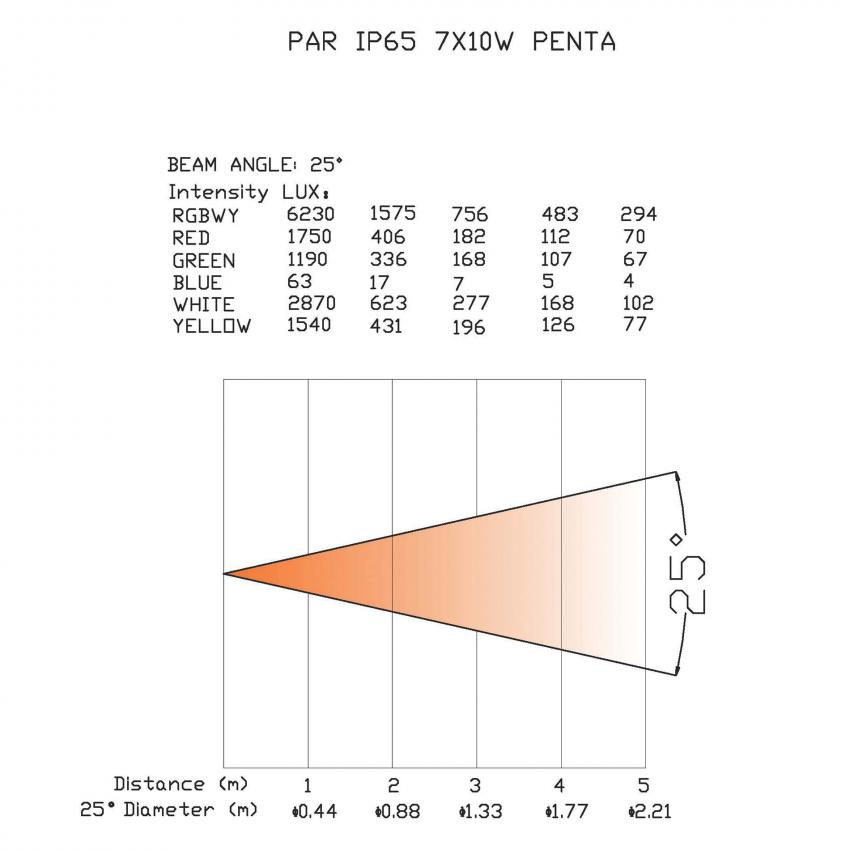 PAR IP65 7X10W PENTA
BEAM ANGLE: 25°
Intensity LUX:
RGBWY 6230 1575 756 483 294
RED 1750 406 182 112 70
GREEN 1190 336 168 107 67
BLUE 63 17 7 5 4
WHITE 2870 623 277 168 102
YELLOW 1540 431 196 126 77
25°
Distance (m) 1 2 3 4 5
25° Diameter (m) ϕ0.44 ϕ0.88 ϕ1.33 ϕ1.77 ϕ2.21